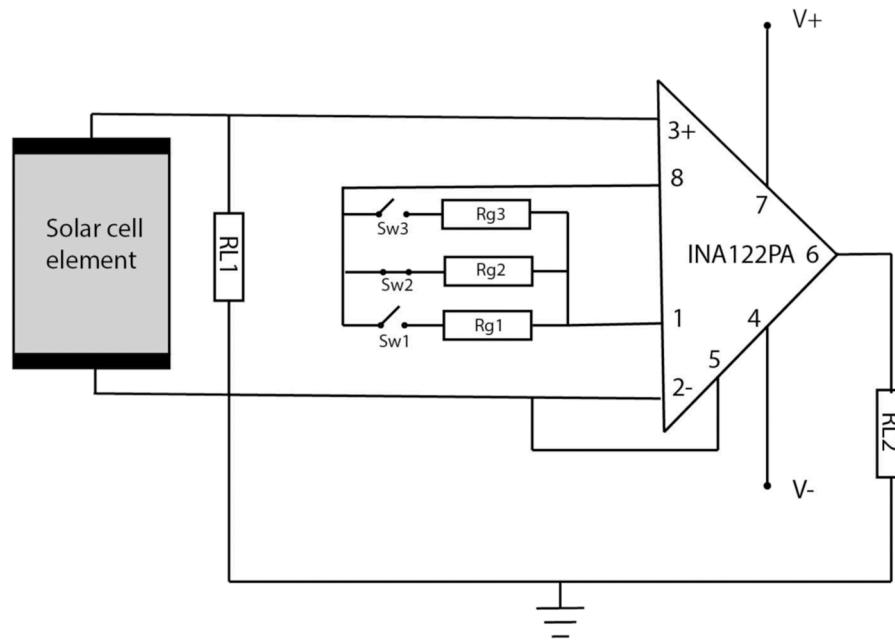 V+
3+
8
Solar cell
element
RL1
Sw3
Rg3
7
INA122PA
6
Sw2
Rg2
Sw1
Rg1
1
4
5
2-
RL2
V-